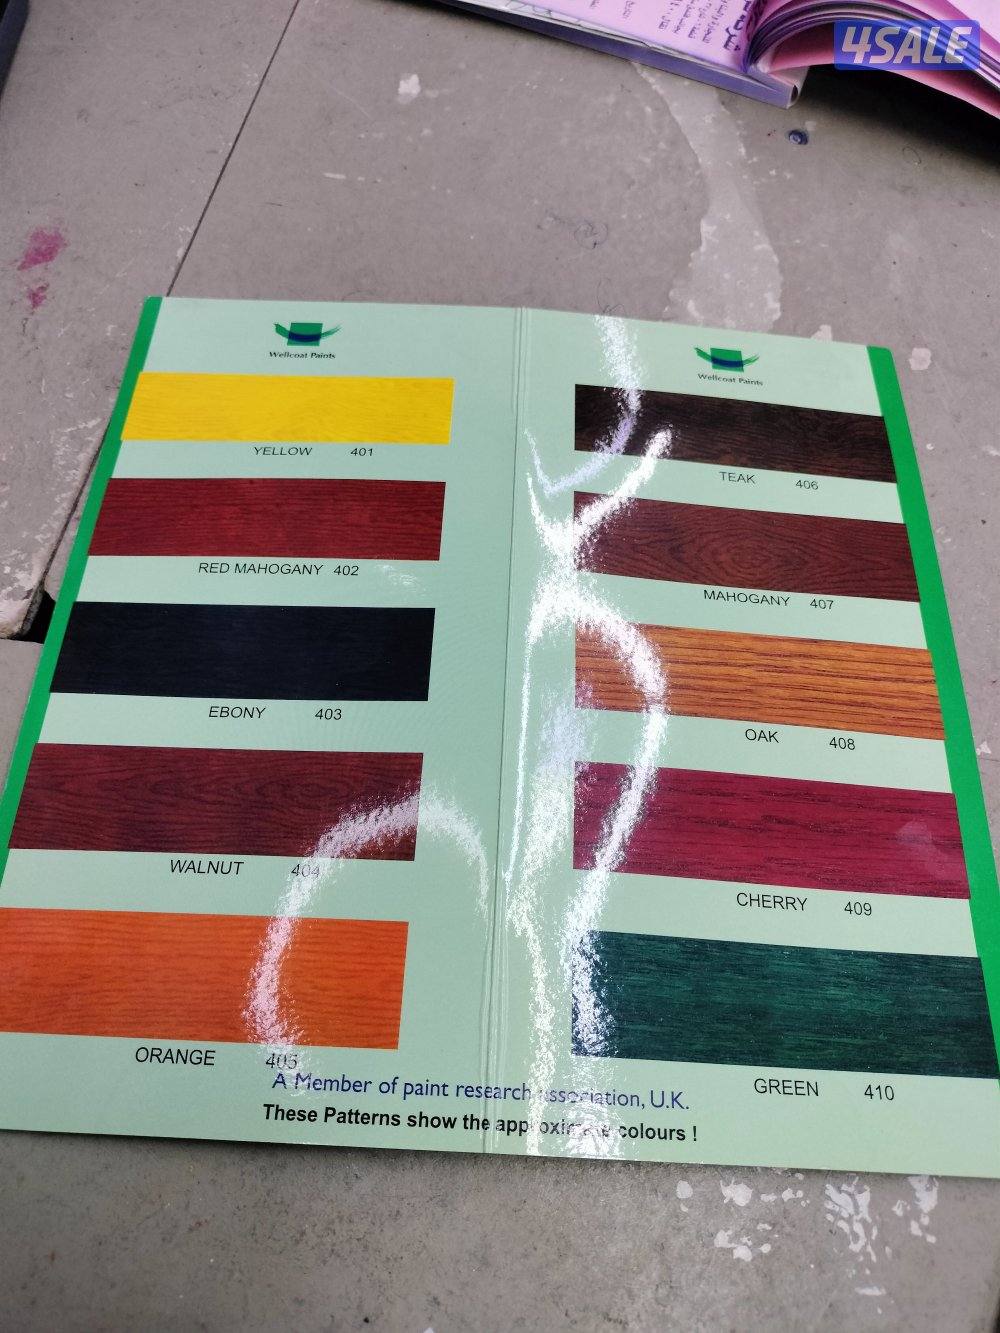 4SALE
Wellcoat Paints
YELLOW 401
RED MAHOGANY 402
EBONY 403
WALNUT 404
ORANGE 405
Wellcoat Paints
TEAK 406
MAHOGANY 407
OAK 408
CHERRY 409
GREEN 410
A Member of paint research association, U.K.
These Patterns show the approximate colours !